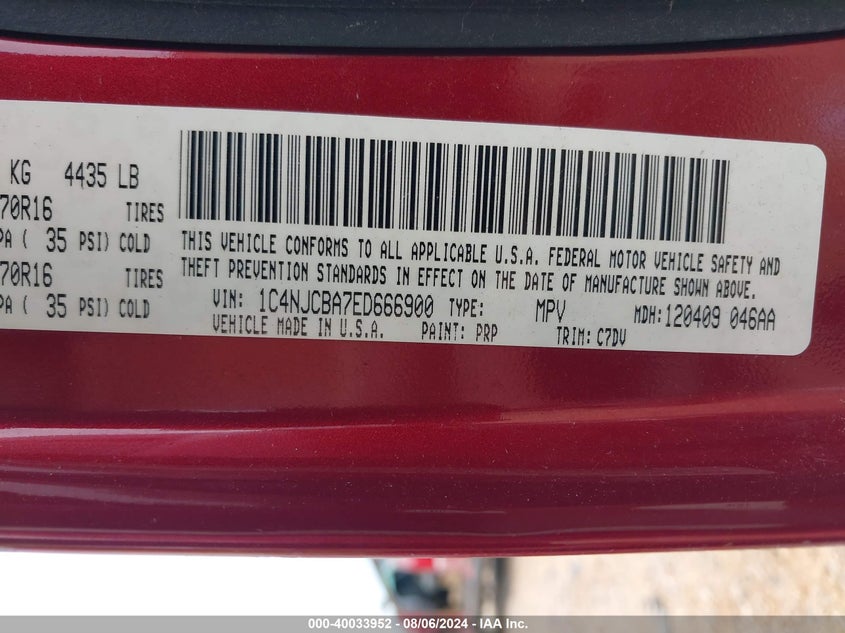 KG 4435 LB
70R16 TIRES
PA ( 35 PSI) COLD
70R16 TIRES
PA ( 35 PSI) COLD
THIS VEHICLE CONFORMS TO ALL APPLICABLE U.S.A. FEDERAL MOTOR VEHICLE SAFETY AND
THEFT PREVENTION STANDARDS IN EFFECT ON THE DATE OF MANUFACTURE SHOWN ABOVE.
VIN: 1C4NJCBA7ED666900 TYPE: MPV MDH:120409 046AA
VEHICLE MADE IN U.S.A. PAINT: PRP TRIM: C7DV
000-40033952 - 08/06/2024 - IAA Inc.